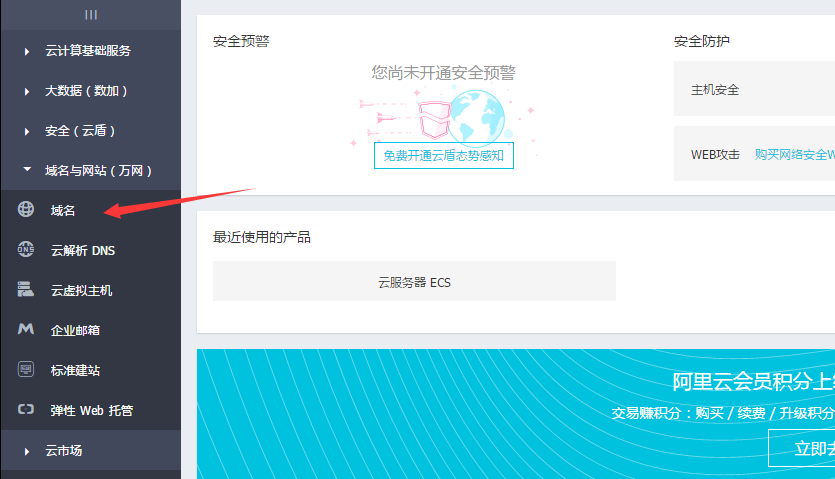 云计算基础服务
大数据（数加）
安全（云盾）
域名与网站（万网）
域名
DNS
云解析 DNS
云虚拟主机
企业邮箱
标准建站
弹性 Web 托管
云市场
安全预警
您尚未开通安全预警
免费开通云盾态势感知
安全防护
主机安全
WEB攻击 购买网络安全W
最近使用的产品
云服务器 ECS
阿里云会员积分上
交易赚积分：购买 / 续费 / 升级积分
立即